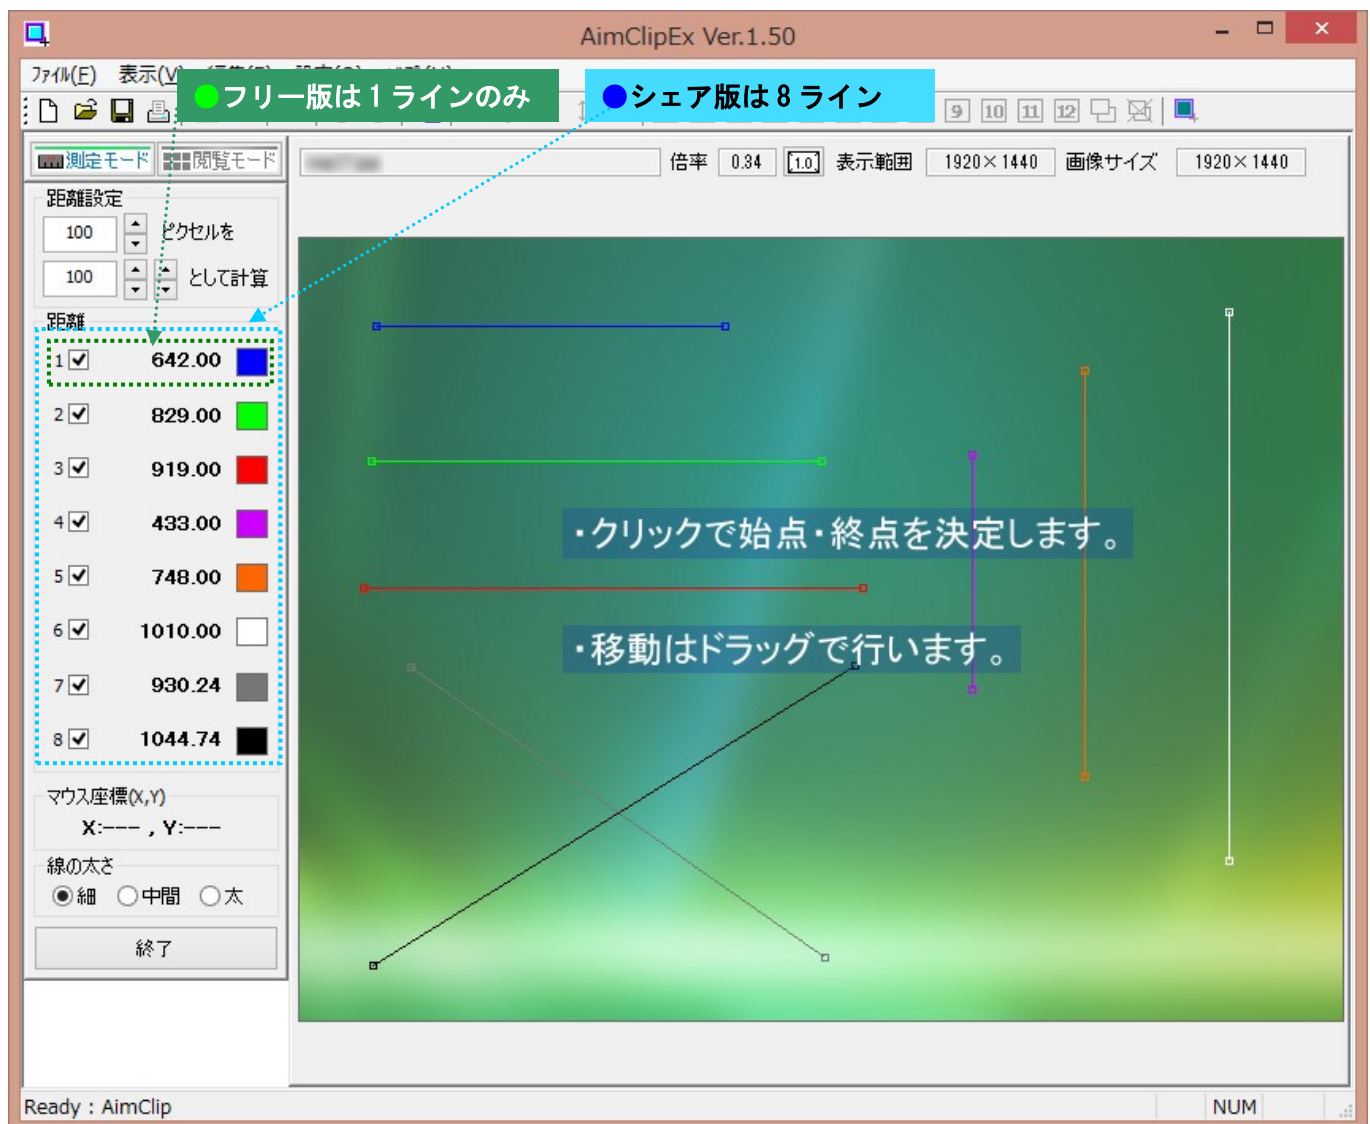 AimClipEx Ver.1.50
ﾌｧｲﾙ(F) 表示(V)
●フリー版は1ラインのみ ●シェア版は8ライン
9 10 11 12
測定モード 閲覧モード
倍率 0.34 [1.0] 表示範囲 1920×1440 画像サイズ 1920×1440
距離設定
100 ピクセルを
100 として計算
距離
1 642.00
2 829.00
3 919.00
4 433.00
・クリックで始点・終点を決定します。
5 748.00
6 1010.00
・移動はドラッグで行います。
7 930.24
8 1044.74
マウス座標(X,Y)
X:--- , Y:---
線の太さ
細 中間 太
終了
Ready : AimClip NUM